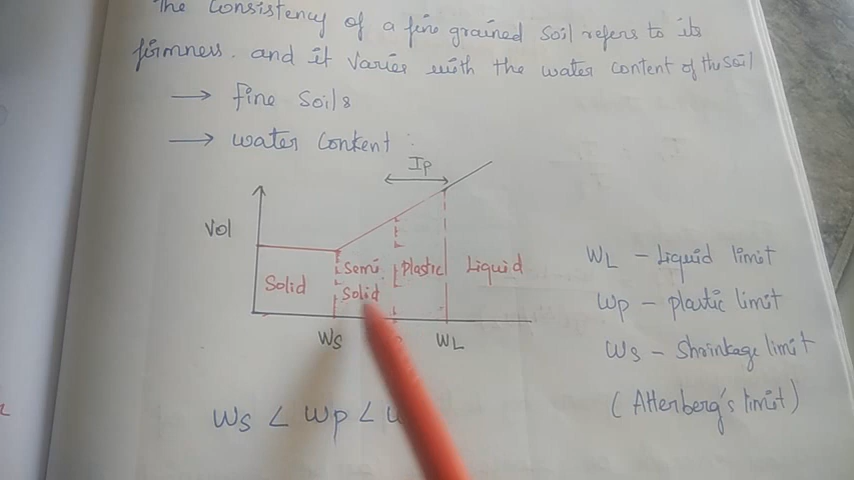 The Consistency of a fine grained soil refers to its
firmness. and it varies with the water content of the soil
→ fine Soils
→ water Content :
IP
Vol
Solid
Semi Solid
Plastic
Liquid
WS
WL
WS < WP <
WL - Liquid limit
WP - plastic limit
WS - Shrinkage limit
(Atterberg's limit)